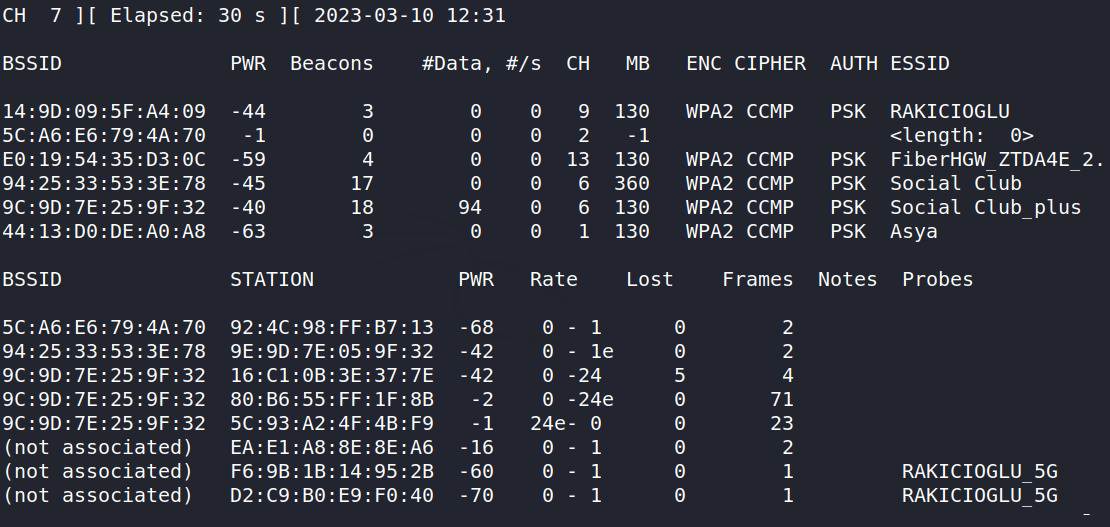 CH  7 ][ Elapsed: 30 s ][ 2023-03-10 12:31
BSSID              PWR  Beacons    #Data, #/s  CH   MB   ENC CIPHER  AUTH ESSID
14:9D:09:5F:A4:09  -44        3        0    0   9  130   WPA2 CCMP   PSK  RAKICIOGLU
5C:A6:E6:79:4A:70   -1        0        0    0   2   -1                    <length:  0>
E0:19:54:35:D3:0C  -59        4        0    0  13  130   WPA2 CCMP   PSK  FiberHGW_ZTDA4E_2.
94:25:33:53:3E:78  -45       17        0    0   6  360   WPA2 CCMP   PSK  Social Club
9C:9D:7E:25:9F:32  -40       18       94    0   6  130   WPA2 CCMP   PSK  Social Club_plus
44:13:D0:DE:A0:A8  -63        3        0    0   1  130   WPA2 CCMP   PSK  Asya
BSSID              STATION            PWR   Rate    Lost    Frames  Notes  Probes
5C:A6:E6:79:4A:70  92:4C:98:FF:B7:13  -68    0 - 1      0        2
94:25:33:53:3E:78  9E:9D:7E:05:9F:32  -42    0 - 1e     0        2
9C:9D:7E:25:9F:32  16:C1:0B:3E:37:7E  -42    0 -24      5        4
9C:9D:7E:25:9F:32  80:B6:55:FF:1F:8B   -2    0 -24e     0       71
9C:9D:7E:25:9F:32  5C:93:A2:4F:4B:F9   -1   24e- 0      0       23
(not associated)   EA:E1:A8:8E:8E:A6  -16    0 - 1      0        2
(not associated)   F6:9B:1B:14:95:2B  -60    0 - 1      0        1         RAKICIOGLU_5G
(not associated)   D2:C9:B0:E9:F0:40  -70    0 - 1      0        1         RAKICIOGLU_5G